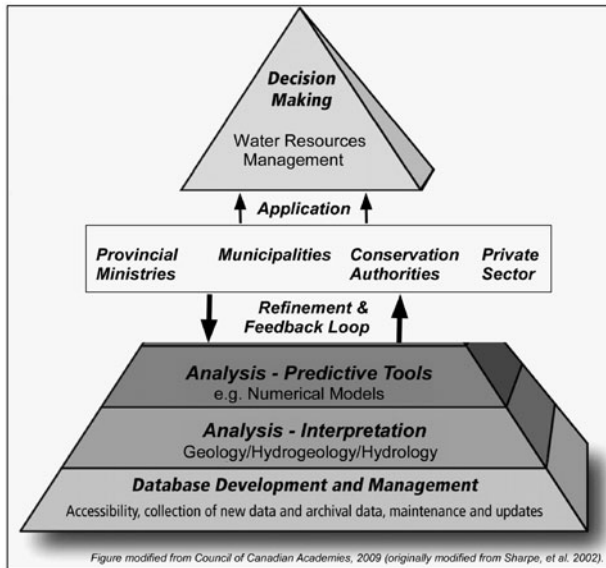 Decision
Making
Water Resources
Management
Application
Provincial Ministries
Municipalities
Conservation Authorities
Private Sector
Refinement &
Feedback Loop
Analysis - Predictive Tools
e.g. Numerical Models
Analysis - Interpretation
Geology/Hydrogeology/Hydrology
Database Development and Management
Accessibility, collection of new data and archival data, maintenance and updates
Figure modified from Council of Canadian Academies, 2009 (originally modified from Sharpe, et al. 2002).